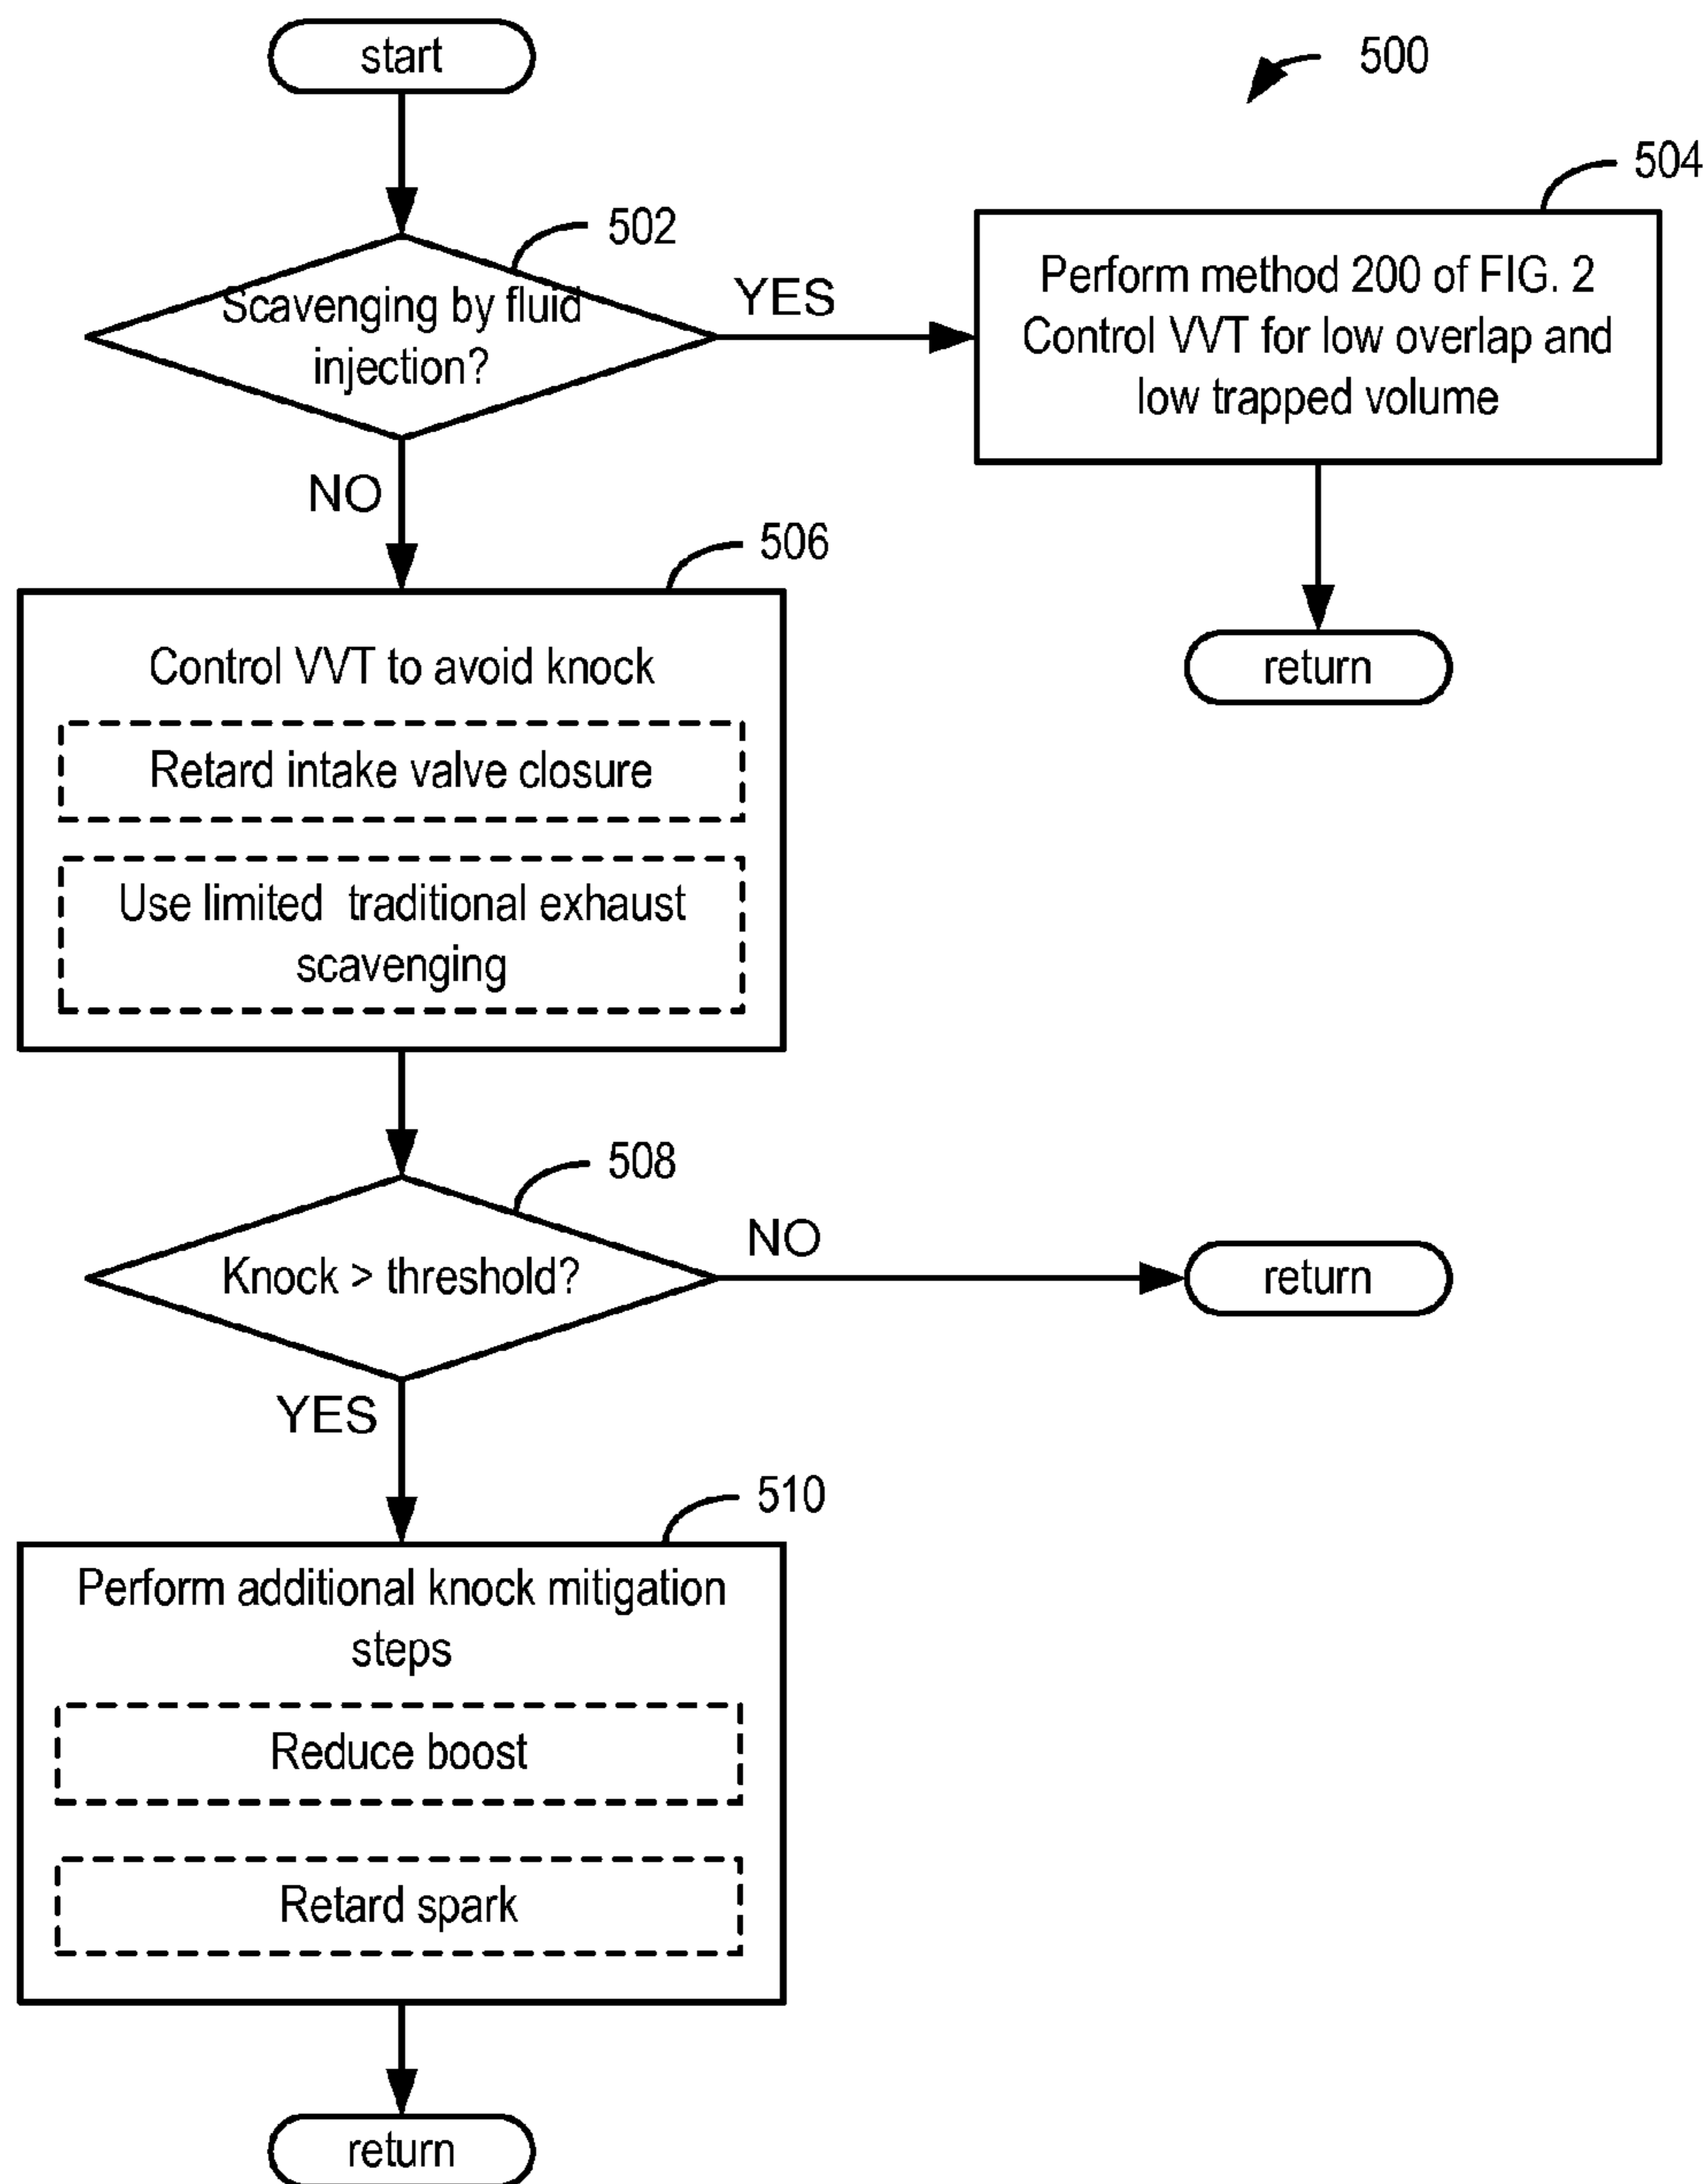 start
500
502
Scavenging by fluid
injection?
YES
504
Perform method 200 of FIG. 2
Control VVT for low overlap and
low trapped volume
return
NO
506
Control VVT to avoid knock
Retard intake valve closure
Use limited traditional exhaust
scavenging
508
Knock > threshold?
NO
return
YES
510
Perform additional knock mitigation
steps
Reduce boost
Retard spark
return